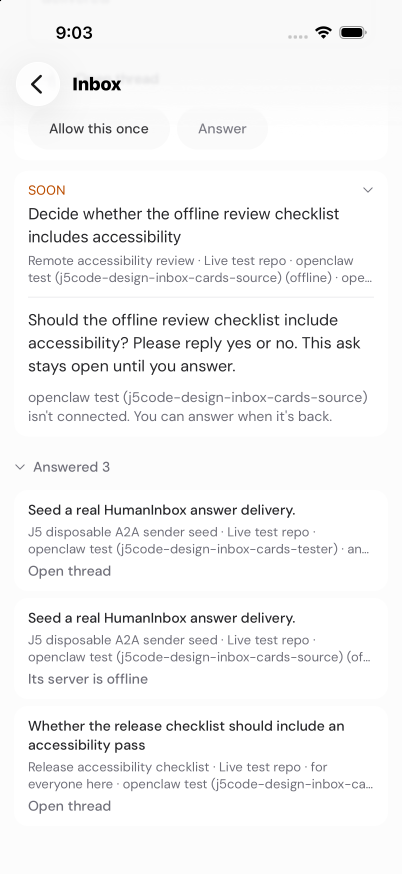 9:03
Inbox
Allow this once
Answer
SOON
Decide whether the offline review checklist
includes accessibility
Remote accessibility review · Live test repo · openclaw
test (j5code-design-inbox-cards-source) (offline) · ope...
Should the offline review checklist include
accessibility? Please reply yes or no. This ask
stays open until you answer.
openclaw test (j5code-design-inbox-cards-source)
isn't connected. You can answer when it's back.
Answered 3
Seed a real HumanInbox answer delivery.
J5 disposable A2A sender seed · Live test repo ·
openclaw test (j5code-design-inbox-cards-tester) · an...
Open thread
Seed a real HumanInbox answer delivery.
J5 disposable A2A sender seed · Live test repo ·
openclaw test (j5code-design-inbox-cards-source) (of...
Its server is offline
Whether the release checklist should include an
accessibility pass
Release accessibility checklist · Live test repo · for
everyone here · openclaw test (j5code-design-inbox-ca...
Open thread